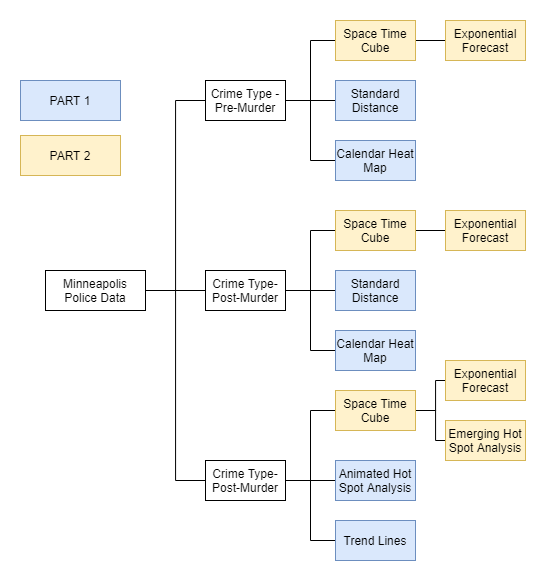 Space Time
Cube
Exponential
Forecast
Crime Type -
Pre-Murder
PART 1
Standard
Distance
PART 2
Calendar Heat
Map
Space Time
Cube
Exponential
Forecast
Minneapolis
Police Data
Crime Type-
Post-Murder
Standard
Distance
Calendar Heat
Map
Space Time
Cube
Exponential
Forecast
Emerging Hot
Spot Analysis
Crime Type-
Post-Murder
Animated Hot
Spot Analysis
Trend Lines